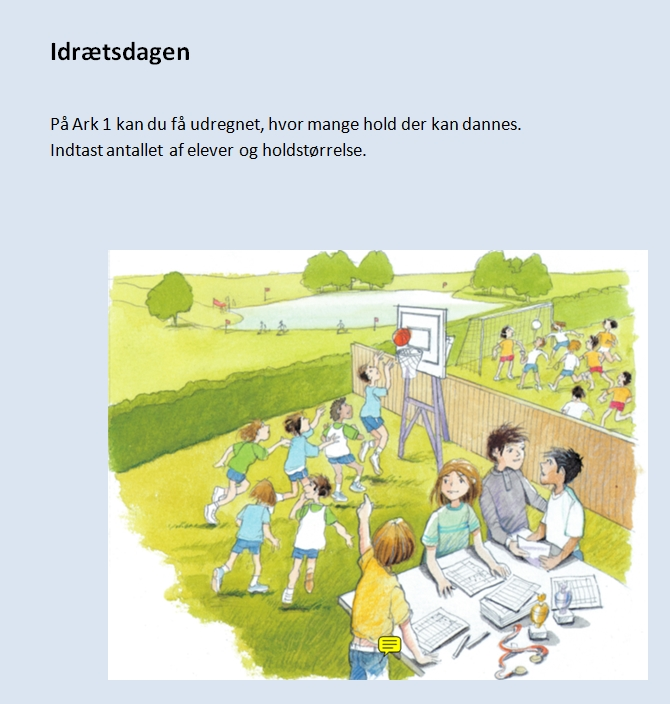 Idrætsdagen
På Ark 1 kan du få udregnet, hvor mange hold der kan dannes.
Indtast antallet af elever og holdstørrelse.